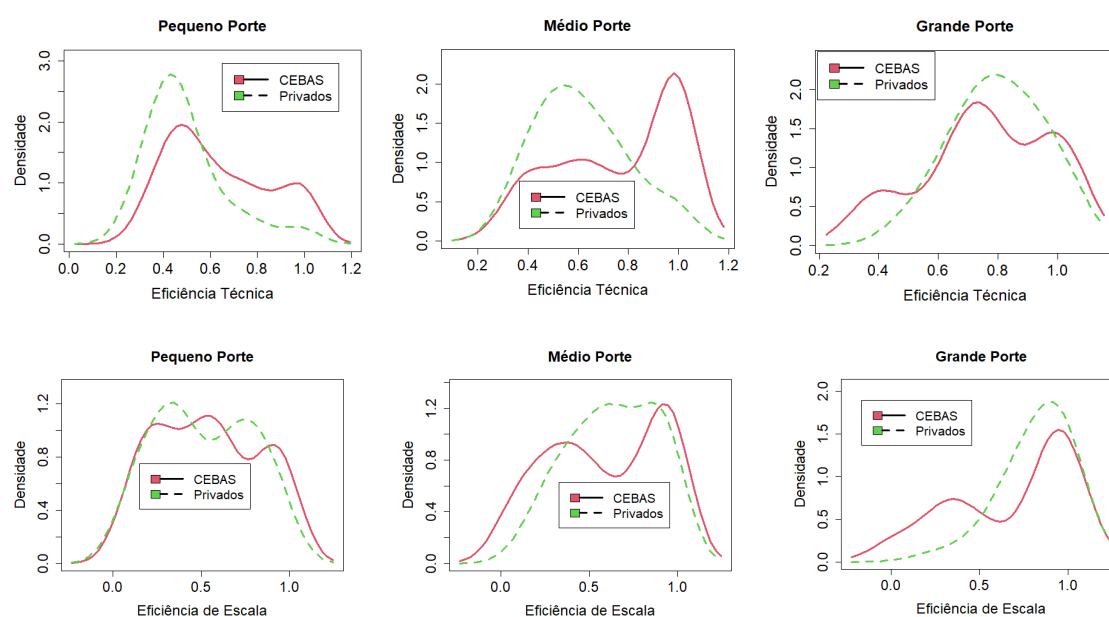 Pequeno Porte
Densidade
3.0
2.0
1.0
0.0
CEBAS
Privados
0.0 0.2 0.4 0.6 0.8 1.0 1.2
Eficiência Técnica
Médio Porte
Densidade
2.0
1.5
1.0
0.5
0.0
CEBAS
Privados
0.2 0.4 0.6 0.8 1.0 1.2
Eficiência Técnica
Grande Porte
Densidade
2.0
1.5
1.0
0.5
0.0
CEBAS
Privados
0.2 0.4 0.6 0.8 1.0
Eficiência Técnica
Pequeno Porte
Densidade
1.2
0.8
0.4
0.0
CEBAS
Privados
0.0 0.5 1.0
Eficiência de Escala
Médio Porte
Densidade
1.2
0.8
0.4
0.0
CEBAS
Privados
0.0 0.5 1.0
Eficiência de Escala
Grande Porte
Densidade
2.0
1.5
1.0
0.5
0.0
CEBAS
Privados
0.0 0.5 1.0
Eficiência de Escala